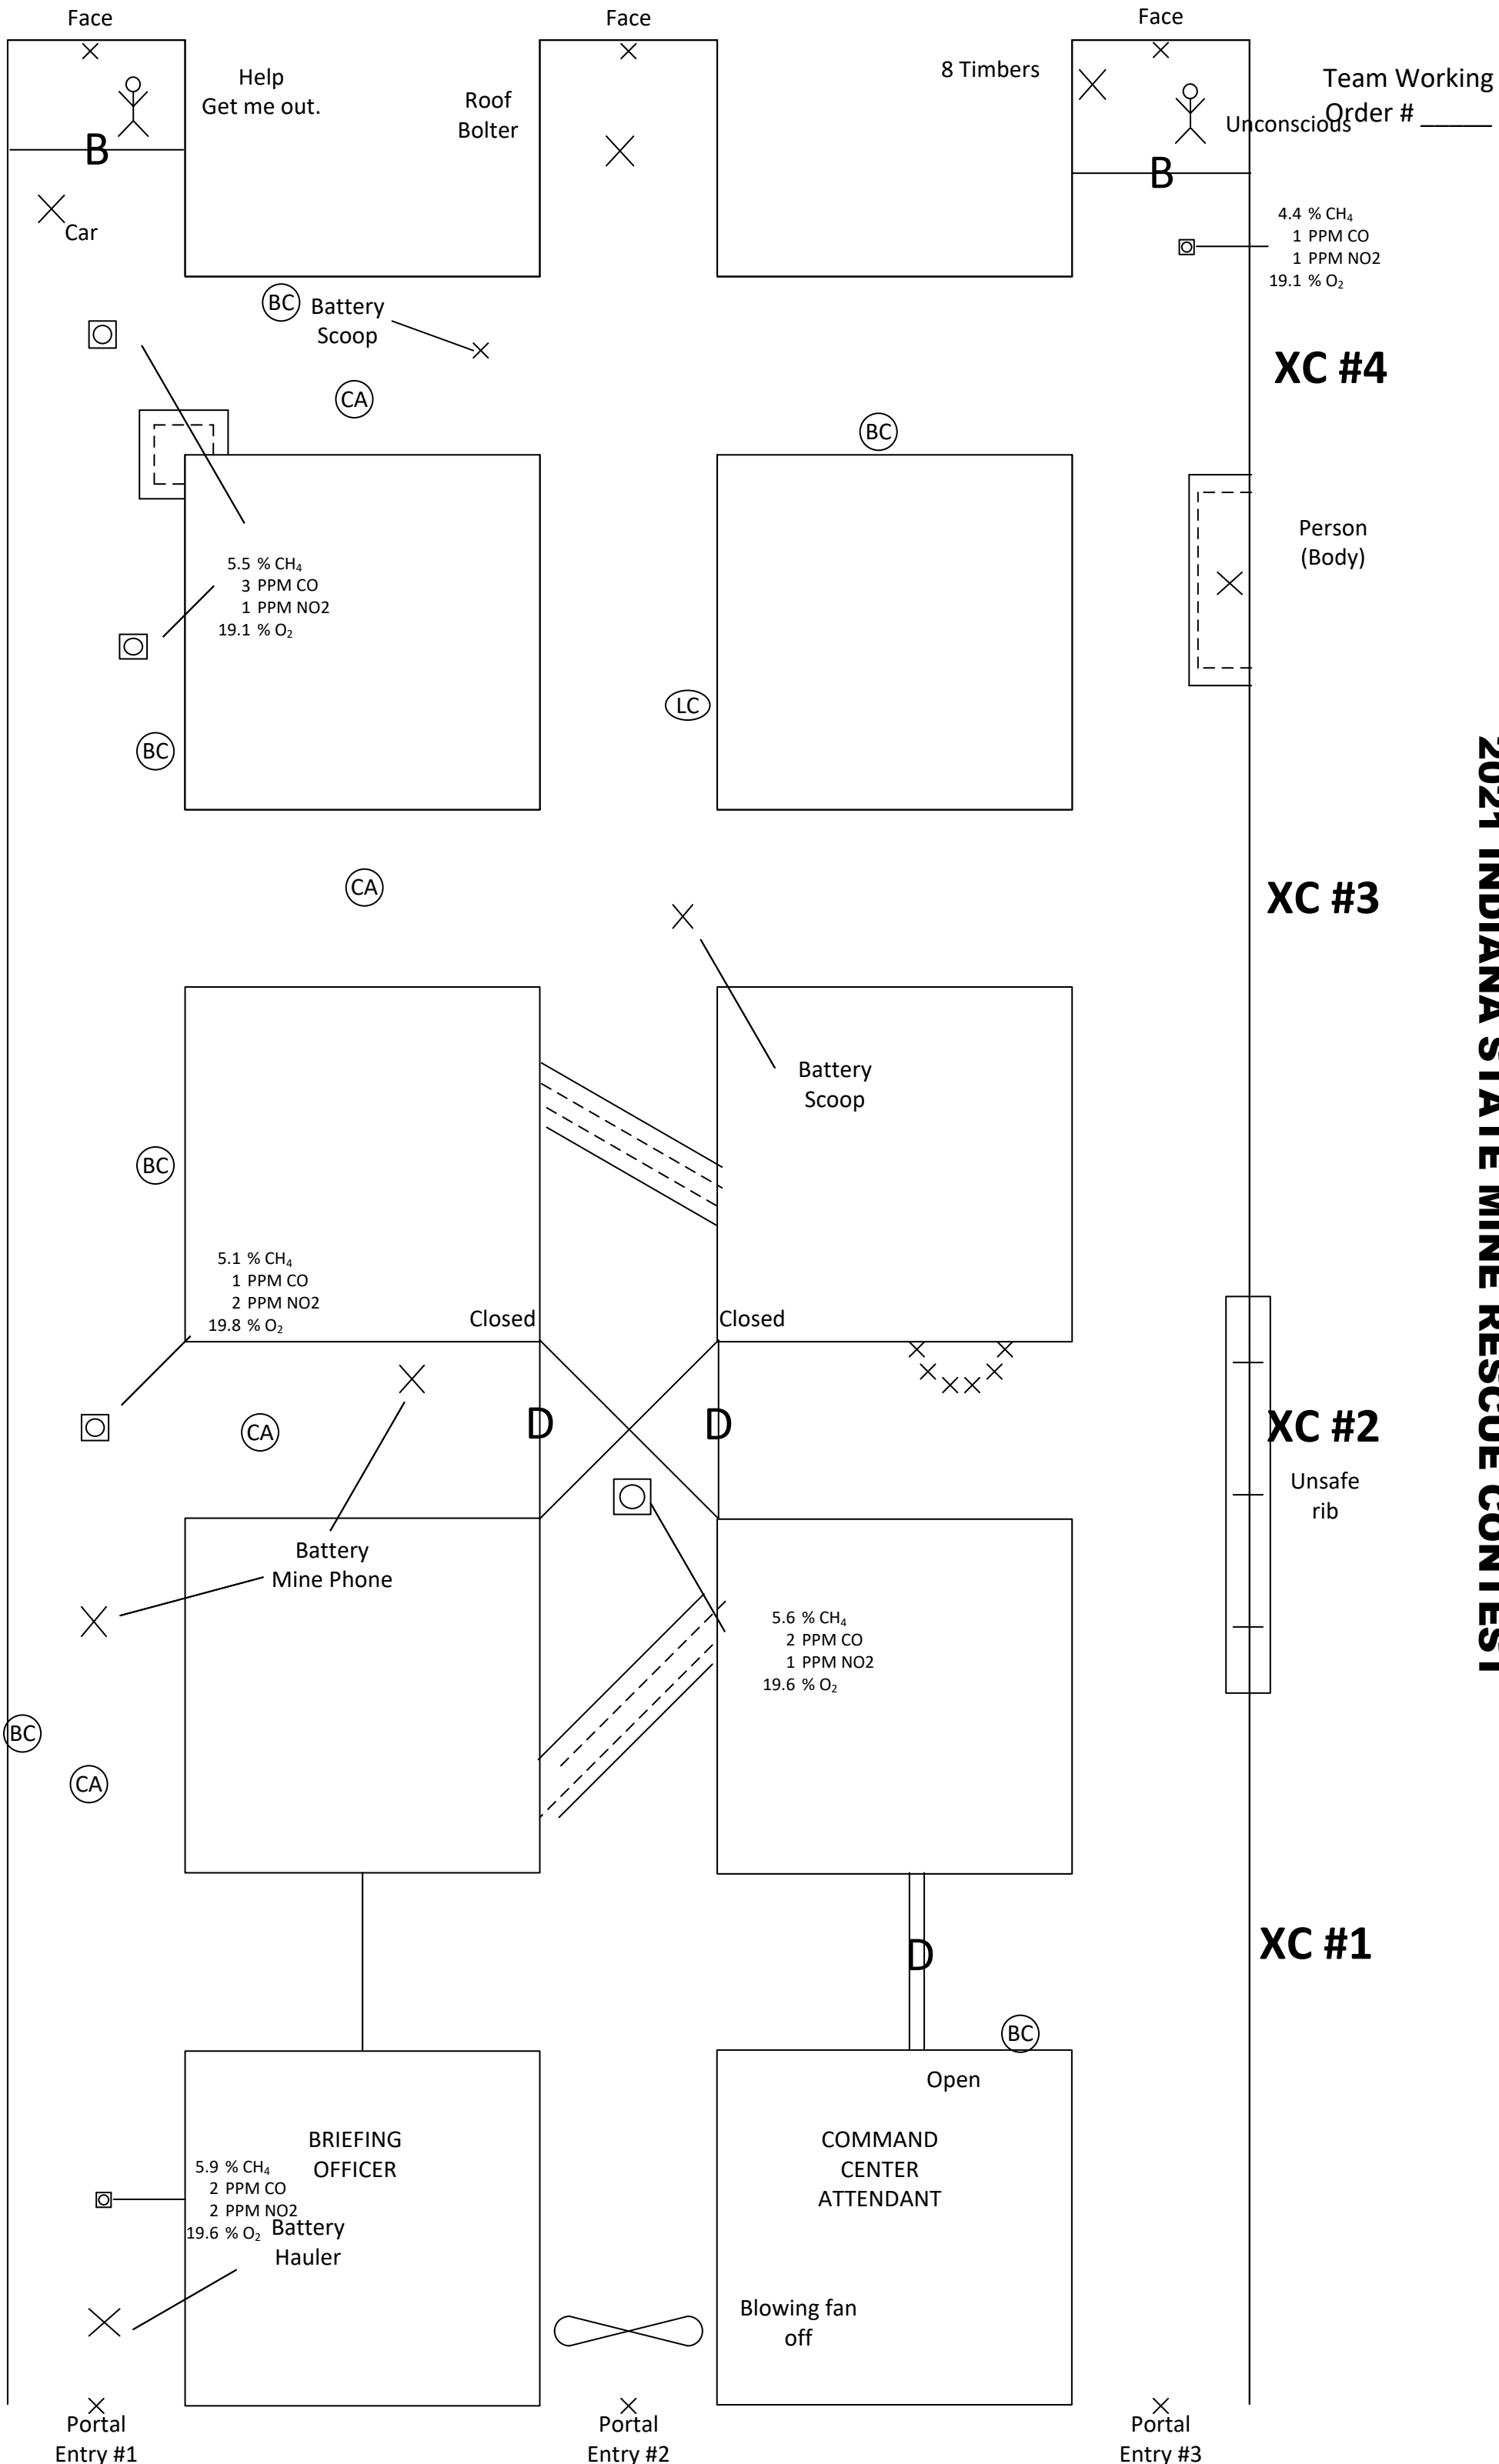 Face
Face
Face
Help
Get me out.
Roof
Bolter
8 Timbers
Team Working
Order # _____
Unconscious
B
B
Car
4.4 % CH₄
1 PPM CO
1 PPM NO2
19.1 % O₂
BC
Battery
Scoop
XC #4
CA
BC
Person
(Body)
5.5 % CH₄
3 PPM CO
1 PPM NO2
19.1 % O₂
LC
BC
2021 INDIANA STATE MINE RESCUE CONTEST
CA
XC #3
Battery
Scoop
BC
5.1 % CH₄
1 PPM CO
2 PPM NO2
19.8 % O₂
Closed
Closed
CA
D
D
XC #2
Unsafe
rib
Battery
Mine Phone
5.6 % CH₄
2 PPM CO
1 PPM NO2
19.6 % O₂
BC
CA
D
XC #1
BC
Open
BRIEFING
OFFICER
COMMAND
CENTER
ATTENDANT
5.9 % CH₄
2 PPM CO
2 PPM NO2
19.6 % O₂
Battery
Hauler
Blowing fan
off
Portal
Entry #1
Portal
Entry #2
Portal
Entry #3